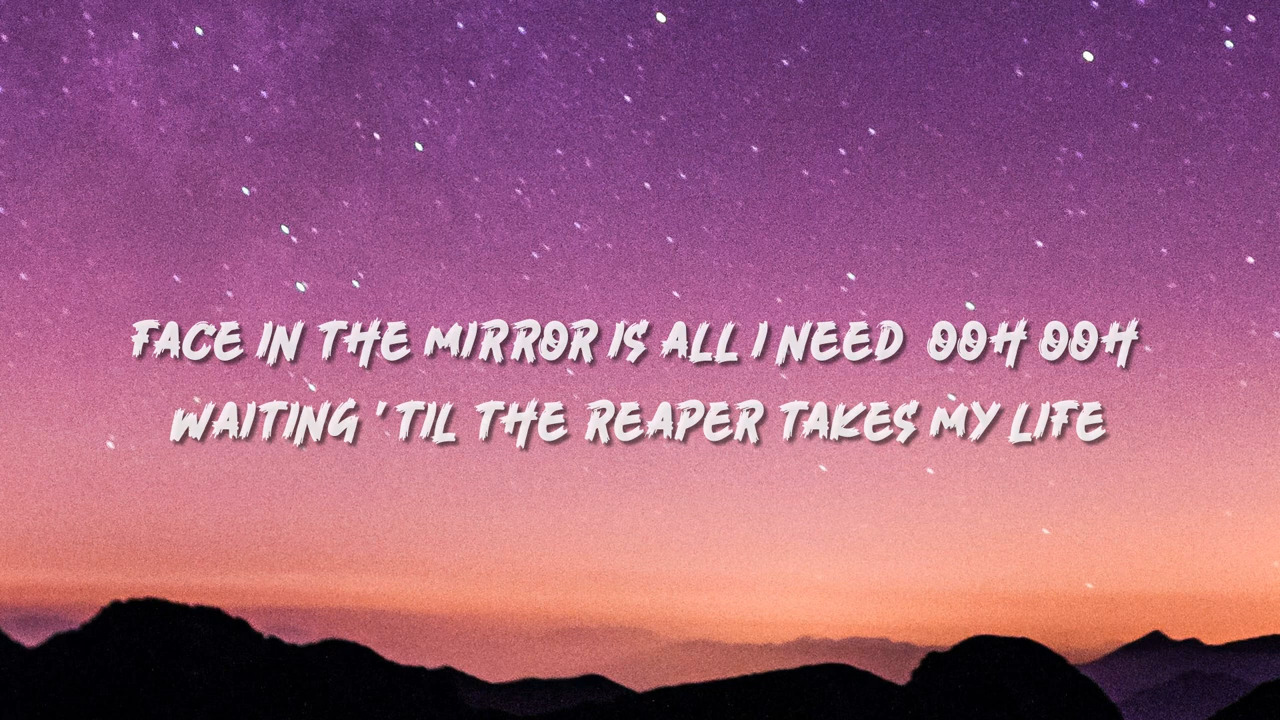 FACE IN THE MIRROR IS ALL I NEED OOH OOH
WAITING 'TIL THE REAPER TAKES MY LIFE